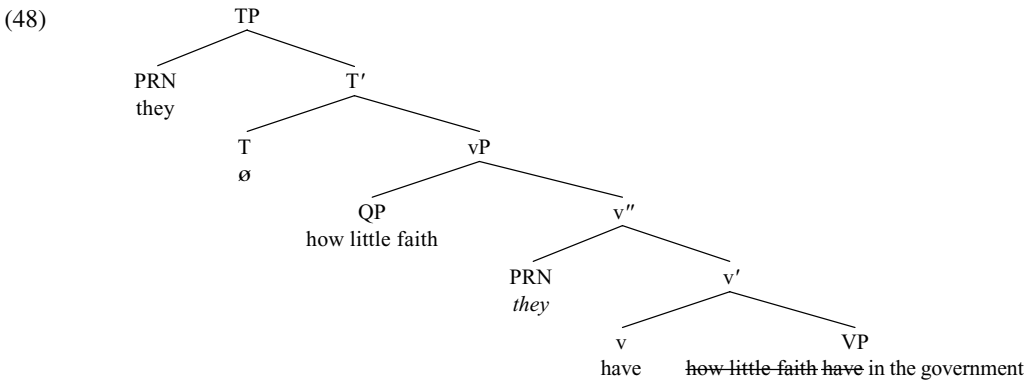 (48)
TP
PRN
T′
they
T
vP
ø
QP
v″
how little faith
PRN
v′
they
v
VP
have
how little faith have in the government